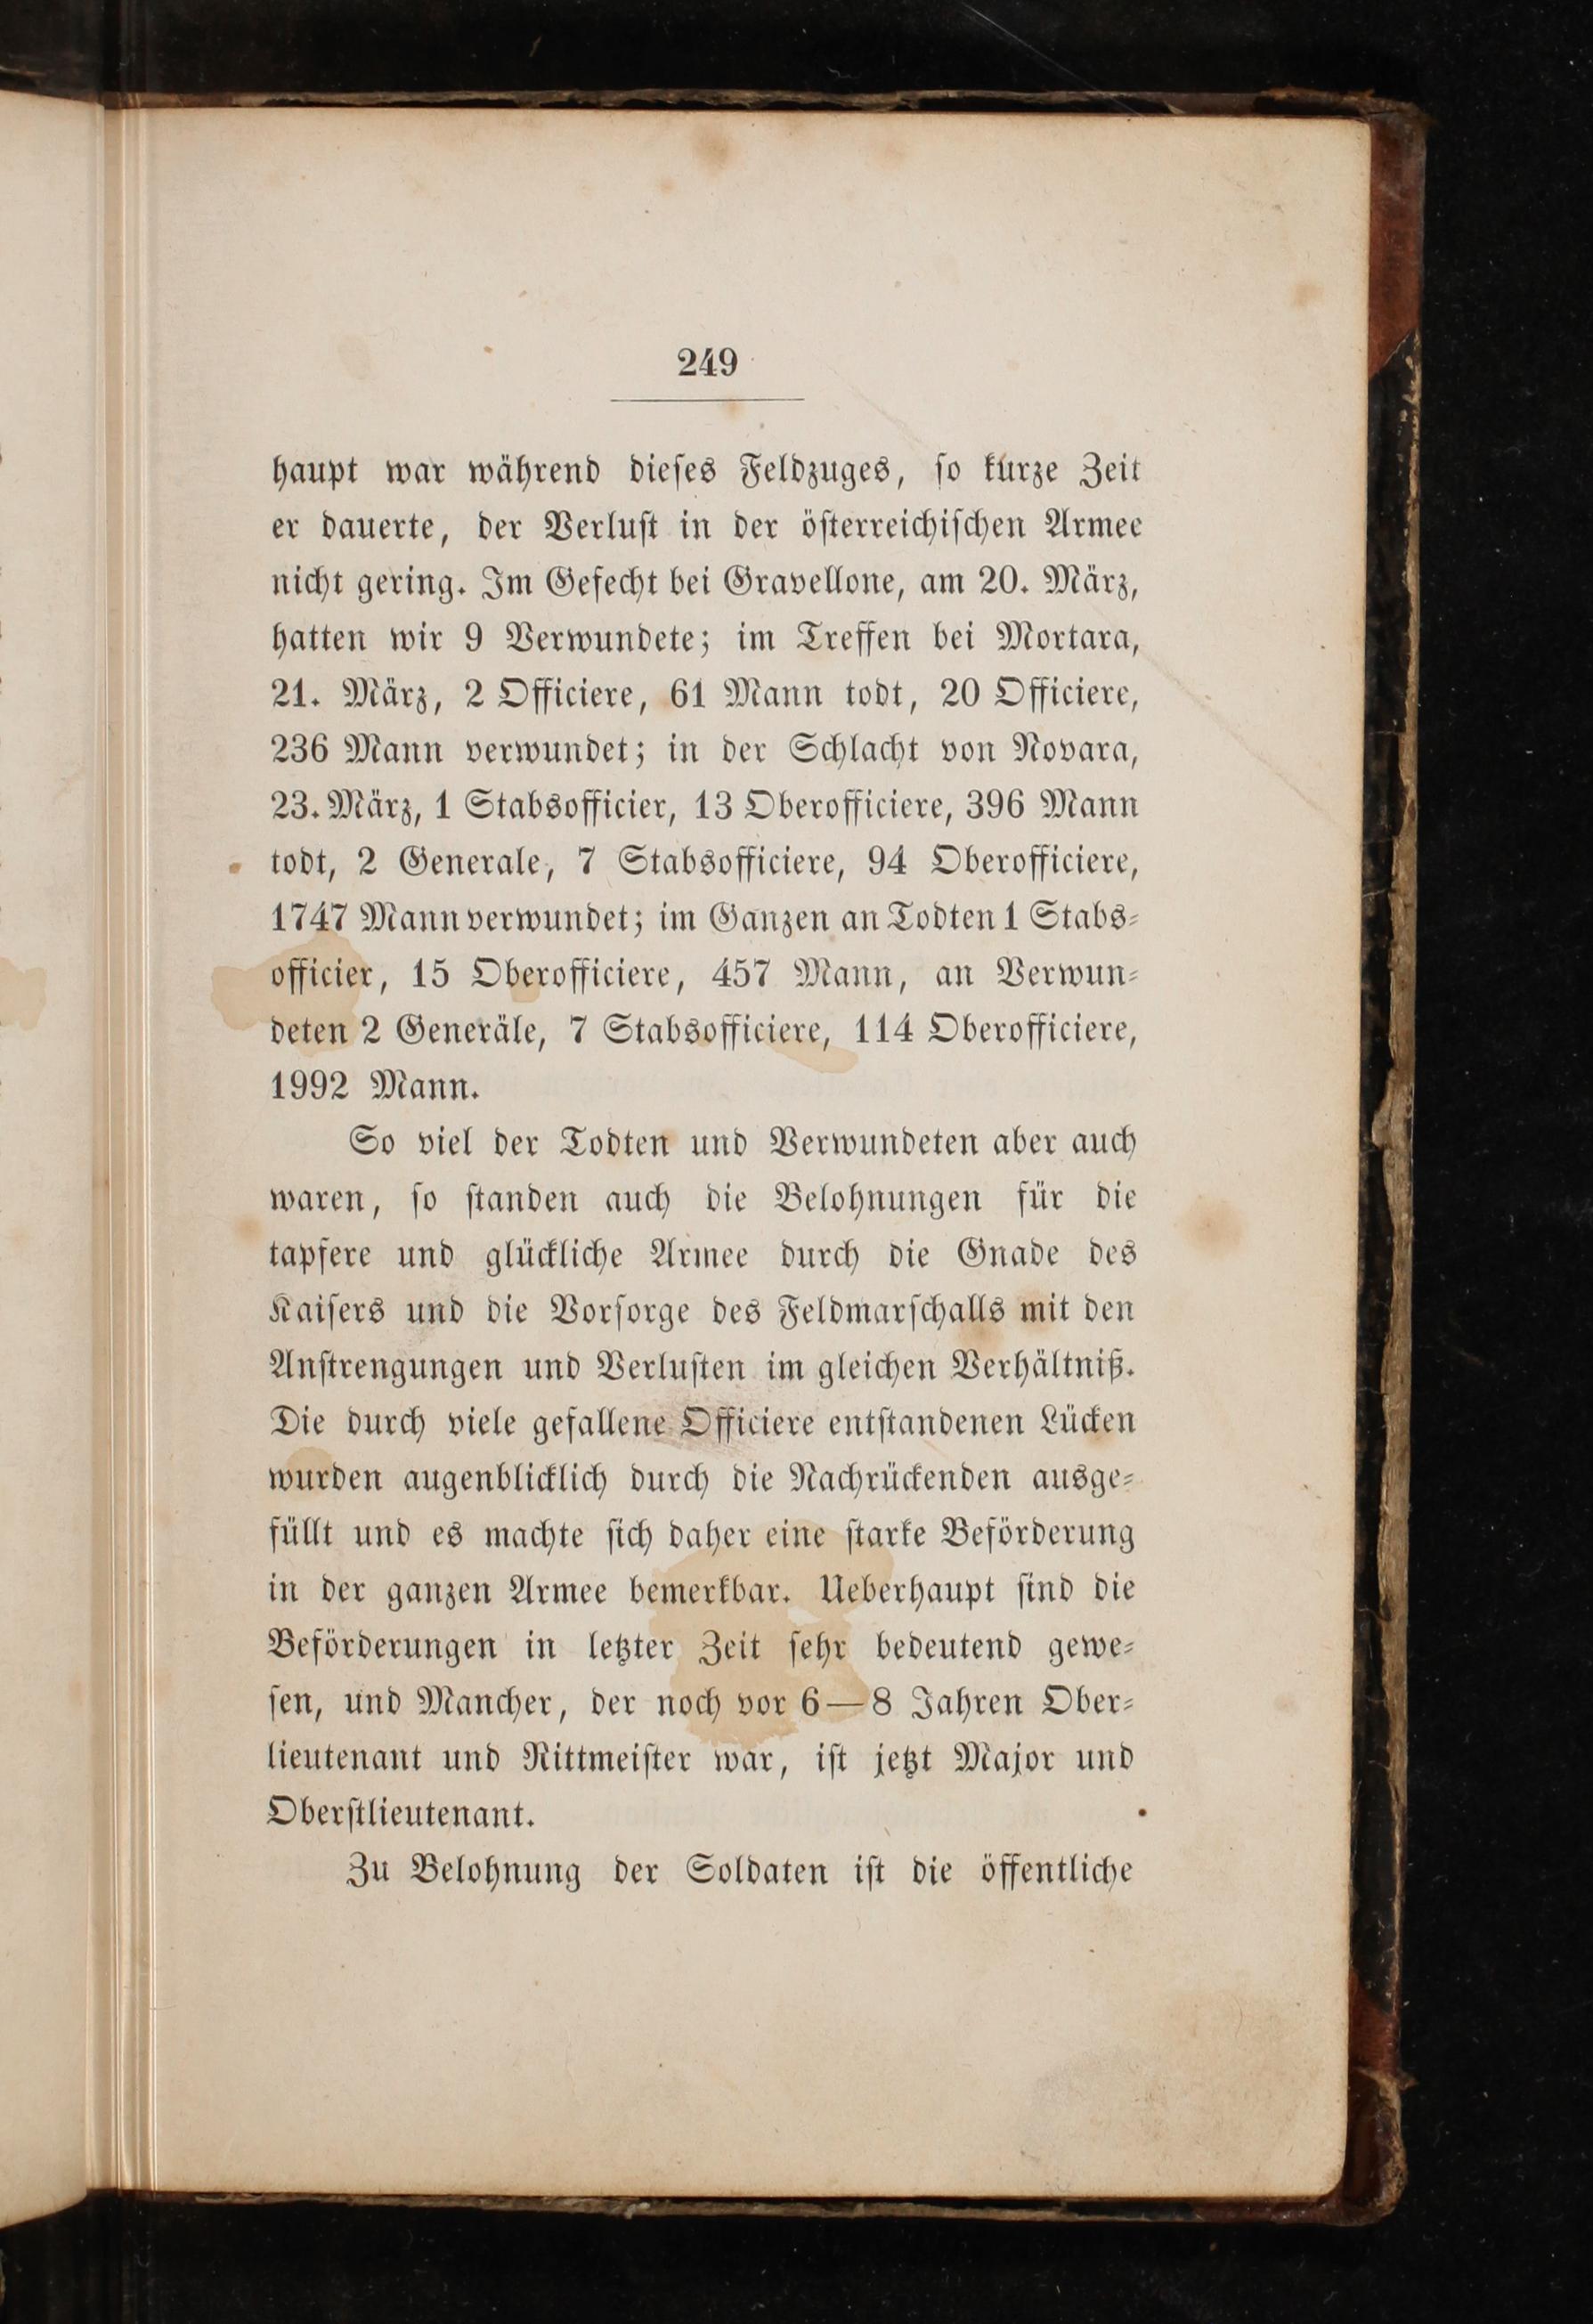 249
haupt war während dieſes Feldzuges, ſo kurze Zeit
er dauerte, der Verluſt in der öſterreichiſchen Armee
nicht gering. Im Gefecht bei Gravellone, am 20. März,
hatten wir 9 Verwundete; im Treffen bei Mortara,
21. März, 2 Officiere, 61 Mann todt, 20 Officiere,
236 Mann verwundet; in der Schlacht von Novara,
23. März, 1 Stabsofficier, 13 Oberofficiere, 396 Mann
todt, 2 Generale, 7 Stabsofficiere, 94 Oberofficiere,
1747 Mann verwundet; im Ganzen an Todten 1 Stabs⸗
officier, 15 Oberofficiere, 457 Mann, an Verwun⸗
deten 2 Generäle, 7 Stabsofficiere, 114 Oberofficiere,
1992 Mann.
So viel der Todten und Verwundeten aber auch
waren, ſo ſtanden auch die Belohnungen für die
tapfere und glückliche Armee durch die Gnade des
Kaiſers und die Vorſorge des Feldmarſchalls mit den
Anſtrengungen und Verluſten im gleichen Verhältniß.
Die durch viele gefallene Officiere entſtandenen Lücken
wurden augenblicklich durch die Nachrückenden ausge⸗
füllt und es machte ſich daher eine ſtarke Beförderung
in der ganzen Armee bemerkbar. Ueberhaupt ſind die
Beförderungen in letzter Zeit ſehr bedeutend gewe⸗
ſen, und Mancher, der noch vor 6—8 Jahren Ober⸗
lieutenant und Rittmeiſter war, iſt jetzt Major und
Oberſtlieutenant.
Zu Belohnung der Soldaten iſt die öffentliche